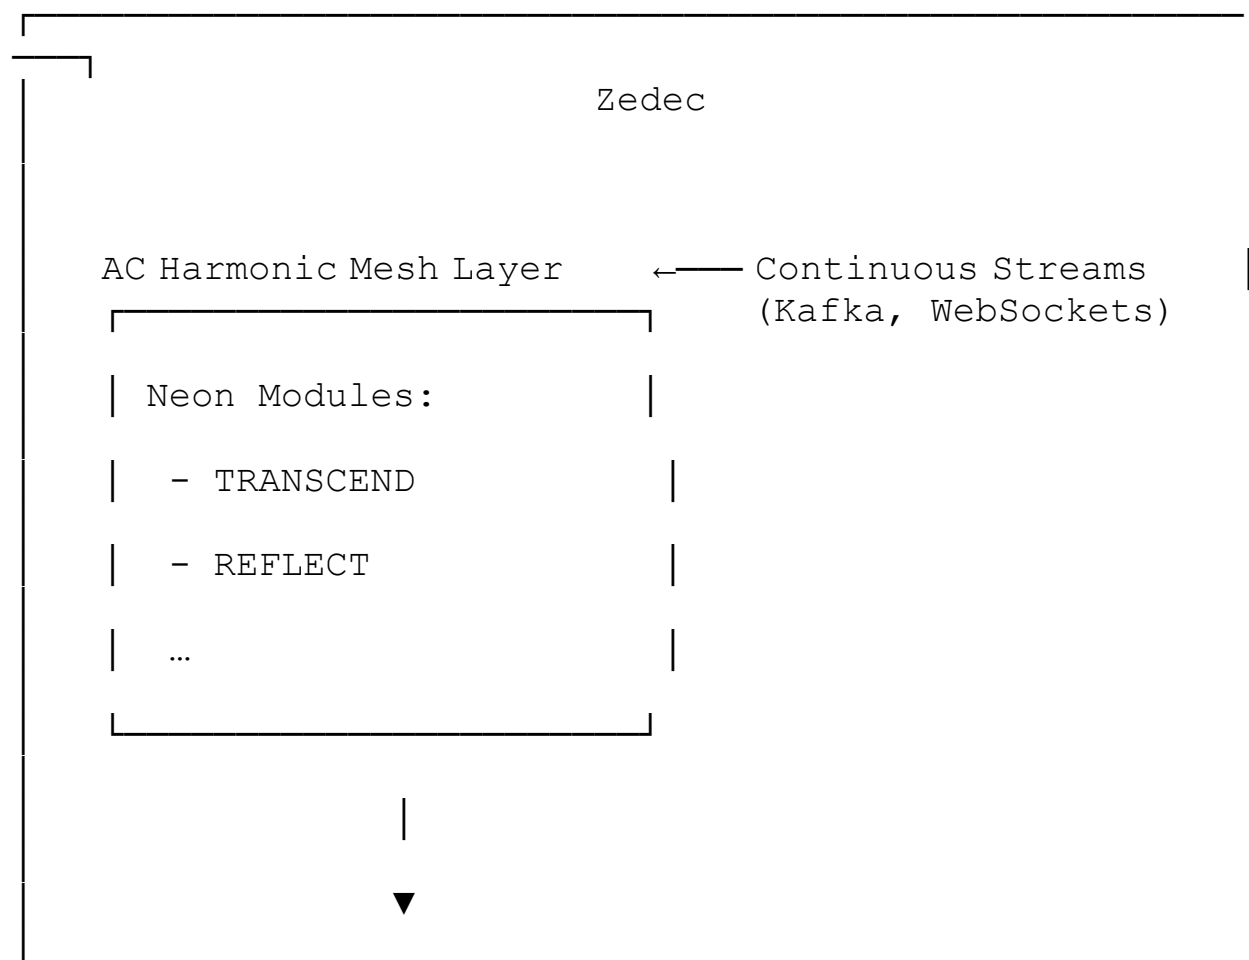 Zedec
AC Harmonic Mesh Layer ←── Continuous Streams
(Kafka, WebSockets)
Neon Modules:
- TRANSCEND
- REFLECT
…